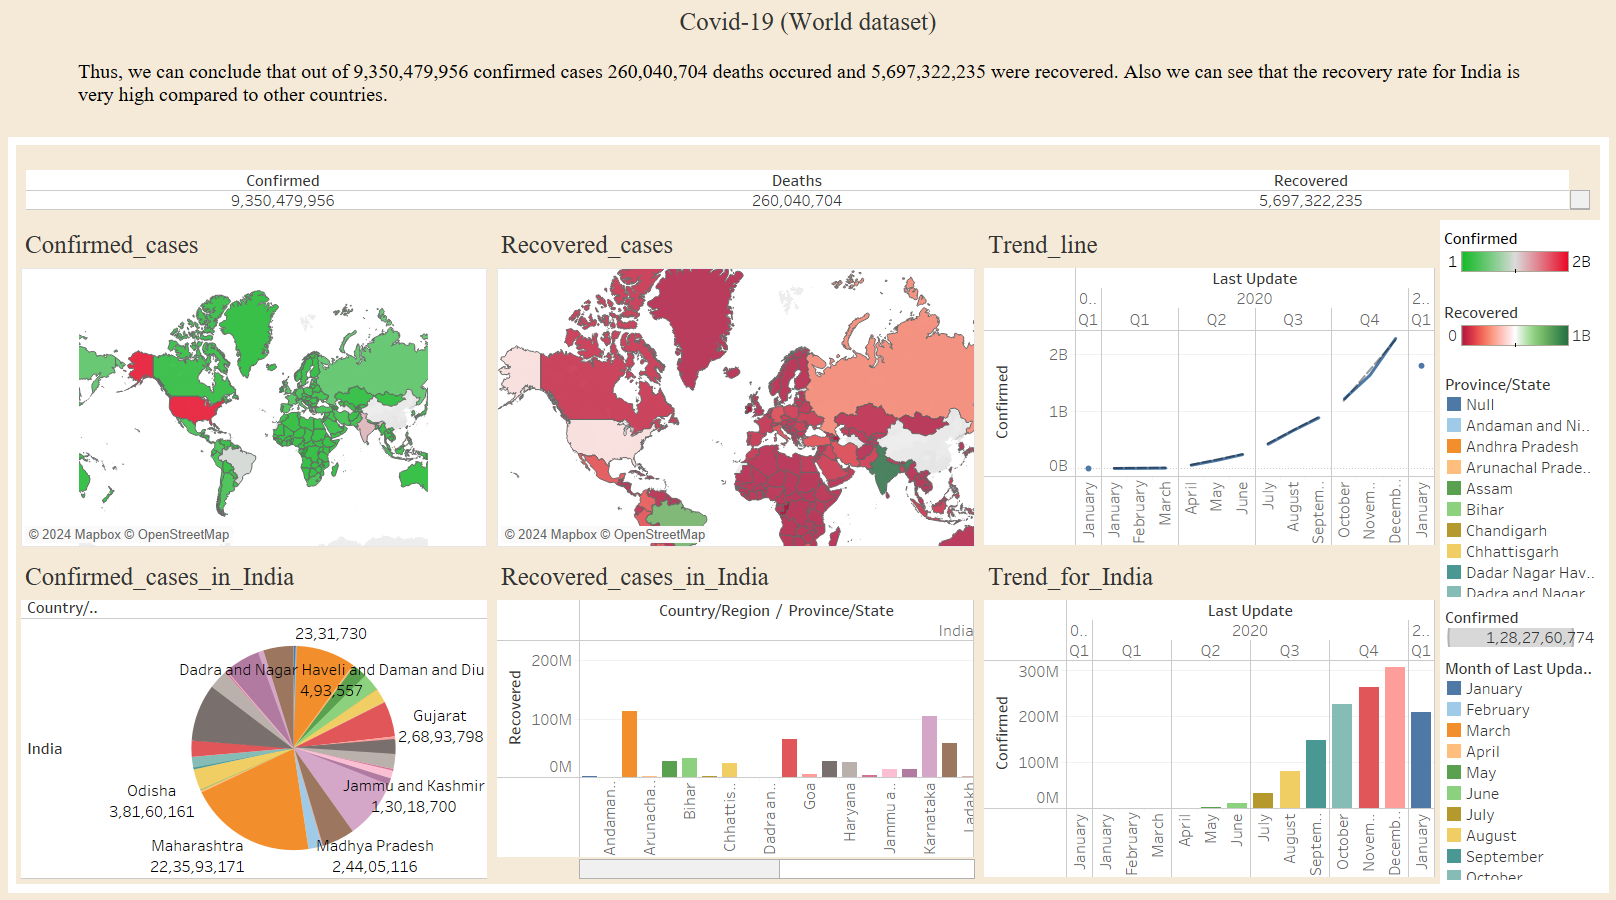 Covid-19 (World dataset)
Thus, we can conclude that out of 9,350,479,956 confirmed cases 260,040,704 deaths occured and 5,697,322,235 were recovered. Also we can see that the recovery rate for India is
very high compared to other countries.
Confirmed Deaths Recovered
9,350,479,956 260,040,704 5,697,322,235
Confirmed_cases
© 2024 Mapbox © OpenStreetMap
Recovered_cases
© 2024 Mapbox © OpenStreetMap
Trend_line
Last Update
0.. 2020 2..
Q1 Q1 Q2 Q3 Q4 Q1
Confirmed
2B
1B
0B
January January February March April May June July August Septem.. October Novem.. Decemb.. January
Confirmed
1 2B
Recovered
0 1B
Province/State
Null
Andaman and Ni..
Andhra Pradesh
Arunachal Prade..
Assam
Bihar
Chandigarh
Chhattisgarh
Dadar Nagar Hav..
Dadra and Nagar
Confirmed
1,28,27,60,774
Month of Last Upda..
January
February
March
April
May
June
July
August
September
October
Confirmed_cases_in_India
Country/..
India
23,31,730
Dadra and Nagar Haveli and Daman and Diu
4,93,557
Gujarat
2,68,93,798
Jammu and Kashmir
1,30,18,700
Odisha
3,81,60,161
Maharashtra
22,35,93,171
Madhya Pradesh
2,44,05,116
Recovered_cases_in_India
Country/Region / Province/State
India
Recovered
200M
100M
0M
Andaman.. Arunacha.. Bihar Chhattis.. Dadra an.. Goa Haryana Jammu a.. Karnataka Ladakh
Trend_for_India
Last Update
0.. 2020 2..
Q1 Q1 Q2 Q3 Q4 Q1
Confirmed
300M
200M
100M
0M
January January February March April May June July August Septem.. October Novem.. Decemb.. January